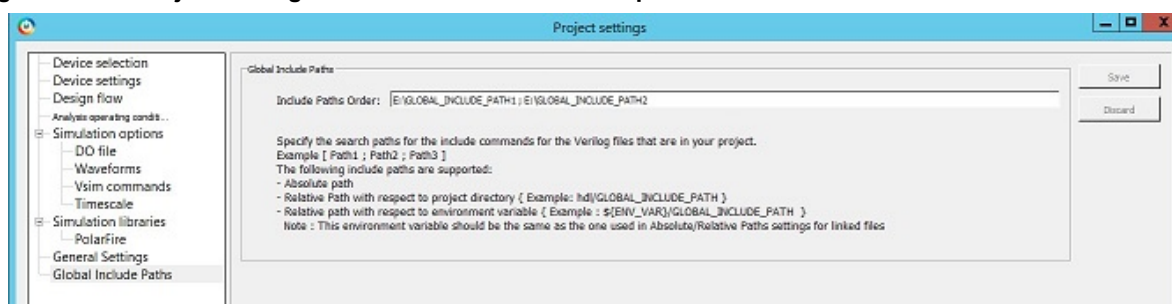 Project settings
Device selection
Device settings
Design flow
Analysis operating condit..
Simulation options
DO file
Waveforms
Vsim commands
Timescale
Simulation libraries
PolarFire
General Settings
Global Include Paths
Global Include Paths
Include Paths Order: E:\GLOBAL_INCLUDE_PATH1 ; E:\GLOBAL_INCLUDE_PATH2
Specify the search paths for the include commands for the Verilog files that are in your project.
Example [ Path1 ; Path2 ; Path3 ]
The following include paths are supported:
- Absolute path
- Relative Path with respect to project directory { Example: hdl/GLOBAL_INCLUDE_PATH }
- Relative path with respect to environment variable { Example : ${ENV_VAR}/GLOBAL_INCLUDE_PATH }
Note : This environment variable should be the same as the one used in Absolute/Relative Paths settings for linked files
Save
Discard